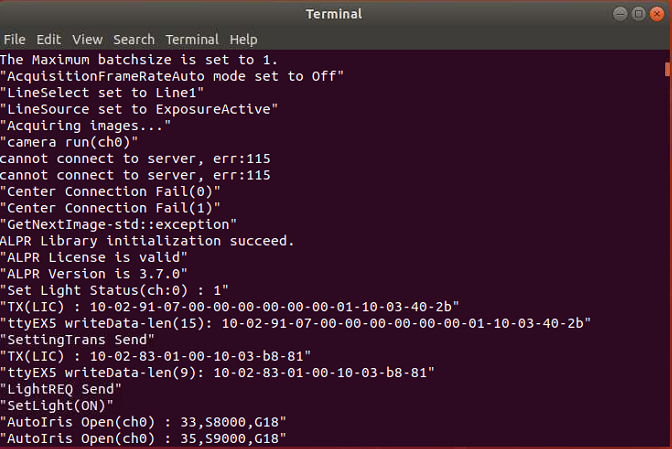 Terminal
File Edit View Search Terminal Help
The Maximum batchsize is set to 1.
"AcquisitionFrameRateAuto mode set to Off"
"LineSelect set to Line1"
"LineSource set to ExposureActive"
"Acquiring images..."
"camera run(ch0)"
cannot connect to server, err:115
cannot connect to server, err:115
"Center Connection Fail(0)"
"Center Connection Fail(1)"
"GetNextImage-std::exception"
ALPR Library initialization succeed.
"ALPR License is valid"
"ALPR Version is 3.7.0"
"Set Light Status(ch:0) : 1"
"TX(LIC) : 10-02-91-07-00-00-00-00-00-00-01-10-03-40-2b"
"ttyEX5 writeData-len(15): 10-02-91-07-00-00-00-00-00-00-01-10-03-40-2b"
"SettingTrans Send"
"TX(LIC) : 10-02-83-01-00-10-03-b8-81"
"ttyEX5 writeData-len(9): 10-02-83-01-00-10-03-b8-81"
"LightREQ Send"
"SetLight(ON)"
"AutoIris Open(ch0) : 33,S8000,G18"
"AutoIris Open(ch0) : 35,S9000,G18"